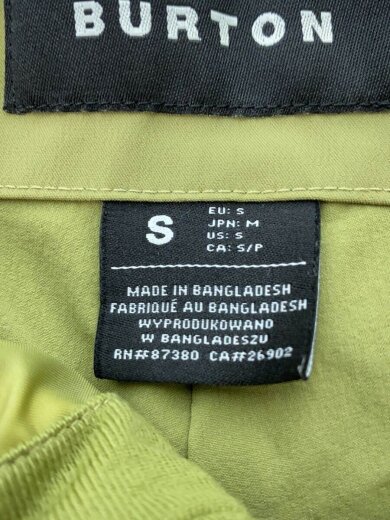 BURTON
S
EU: S
JPN: M
US: S
CA: S/P
MADE IN BANGLADESH
FABRIQUÉ AU BANGLADESH
WYPRODUKOWANO
W BANGLADESZU
RN#87380 CA#26902